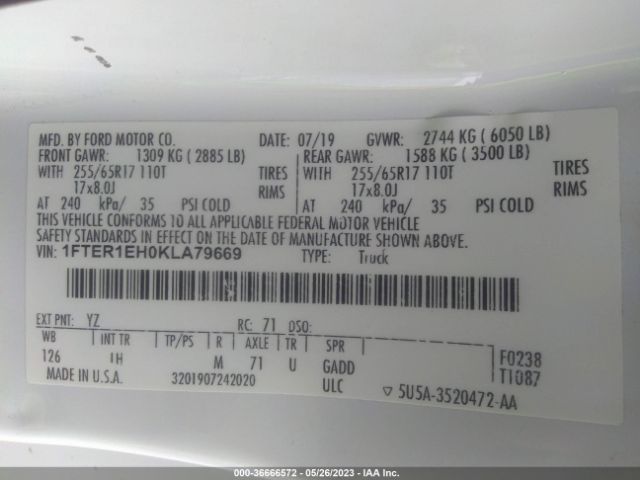 MFD. BY FORD MOTOR CO. DATE: 07/19 GVWR: 2744 KG ( 6050 LB)
FRONT GAWR: 1309 KG ( 2885 LB) REAR GAWR: 1588 KG ( 3500 LB)
WITH 255/65R17 110T TIRES WITH 255/65R17 110T TIRES
17x8.0J RIMS 17x8.0J RIMS
AT 240 kPa/ 35 PSI COLD AT 240 kPa/ 35 PSI COLD
THIS VEHICLE CONFORMS TO ALL APPLICABLE FEDERAL MOTOR VEHICLE
SAFETY STANDARDS IN EFFECT ON THE DATE OF MANUFACTURE SHOWN ABOVE.
VIN: 1FTER1EH0KLA79669 TYPE: Truck
EXT PNT: YZ RC: 71 DSO:
WB INT TR TP/PS R AXLE TR SPR F0238
126 IH M 71 U GADD T1087
MADE IN U.S.A. 3201907242020 ULC ▽ 5U5A-3520472-AA
000-36666572 - 05/26/2023 - IAA Inc.